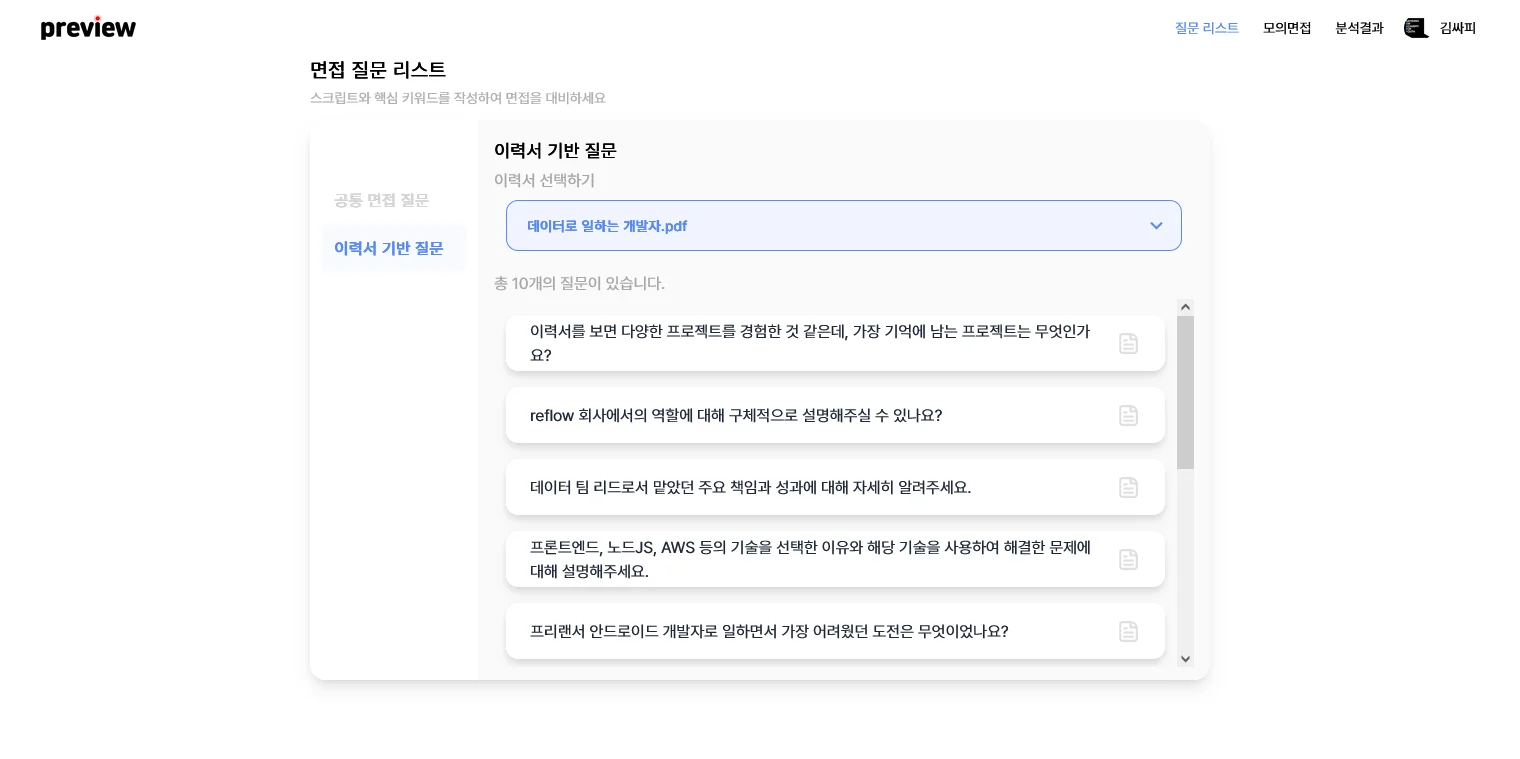 preview
질문 리스트
모의면접
분석결과
김싸피
면접 질문 리스트
스크립트와 핵심 키워드를 작성하여 면접을 대비하세요
공통 면접 질문
이력서 기반 질문
이력서 기반 질문
이력서 선택하기
데이터로 일하는 개발자.pdf
총 10개의 질문이 있습니다.
이력서를 보면 다양한 프로젝트를 경험한 것 같은데, 가장 기억에 남는 프로젝트는 무엇인가
요?
reflow 회사에서의 역할에 대해 구체적으로 설명해주실 수 있나요?
데이터 팀 리드로서 맡았던 주요 책임과 성과에 대해 자세히 알려주세요.
프론트엔드, 노드JS, AWS 등의 기술을 선택한 이유와 해당 기술을 사용하여 해결한 문제에
대해 설명해주세요.
프리랜서 안드로이드 개발자로 일하면서 가장 어려웠던 도전은 무엇이었나요?